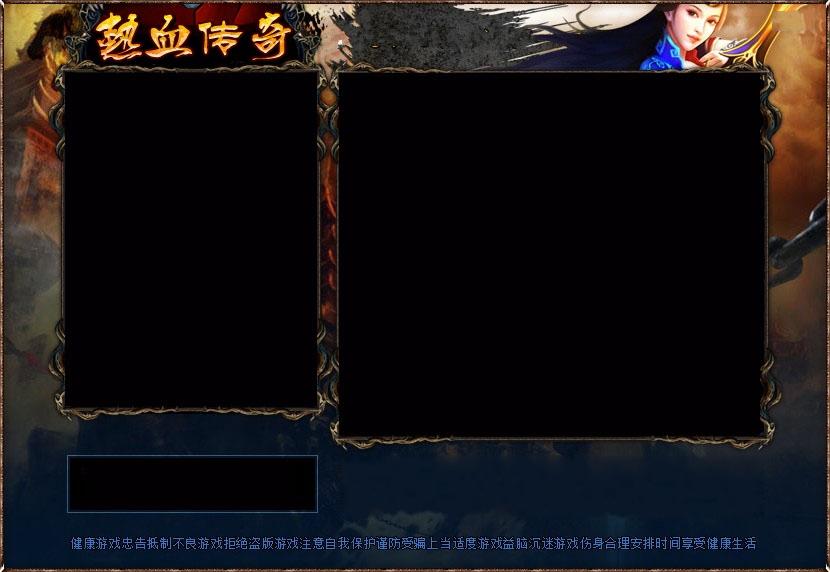 熱血传奇
健康游戏忠告抵制不良游戏拒绝盗版游戏注意自我保护谨防受骗上当适度游戏益脑沉迷游戏伤身合理安排时间享受健康生活